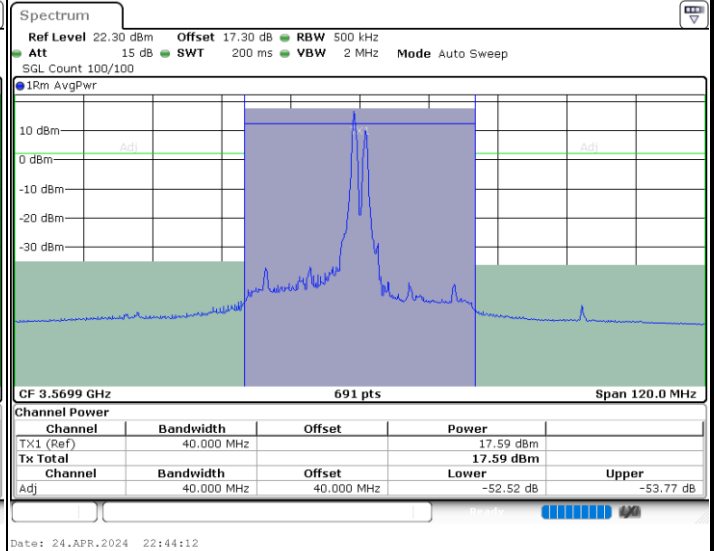 Spectrum
Ref Level 22.30 dBm Offset 17.30 dB RBW 500 kHz
Att 15 dB SWT 200 ms VBW 2 MHz Mode Auto Sweep
SGL Count 100/100
1Rm AvgPwr
10 dBm
Adj Adj
0 dBm
-10 dBm
-20 dBm
-30 dBm
CF 3.5699 GHz 691 pts Span 120.0 MHz
Channel Power
Channel Bandwidth Offset Power
TX1 (Ref) 40.000 MHz 17.59 dBm
Tx Total 17.59 dBm
Channel Bandwidth Offset Lower Upper
Adj 40.000 MHz 40.000 MHz -52.52 dB -53.77 dB
Ready
Date: 24.APR.2024 22:44:12